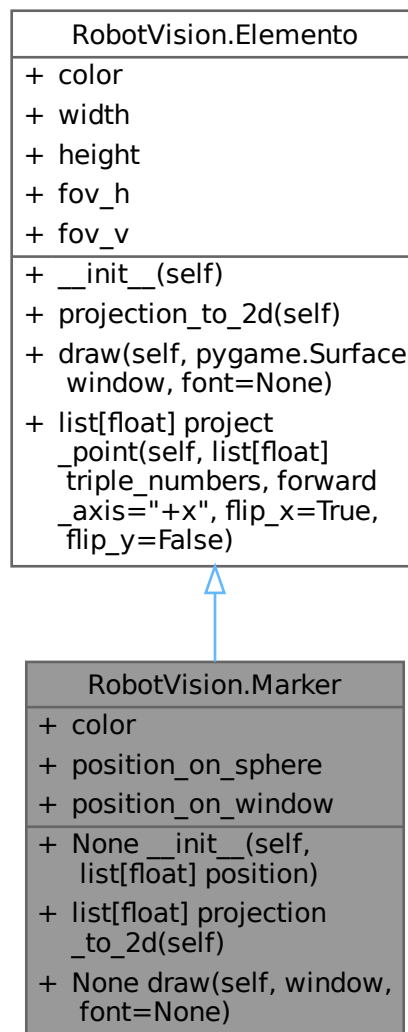 RobotVision.Elemento
+ color
+ width
+ height
+ fov_h
+ fov_v
+ __init__(self)
+ projection_to_2d(self)
+ draw(self, pygame.Surface
window, font=None)
+ list[float] project
_point(self, list[float]
triple_numbers, forward
_axis="+x", flip_x=True,
flip_y=False)
RobotVision.Marker
+ color
+ position_on_sphere
+ position_on_window
+ None __init__(self,
list[float] position)
+ list[float] projection
_to_2d(self)
+ None draw(self, window,
font=None)